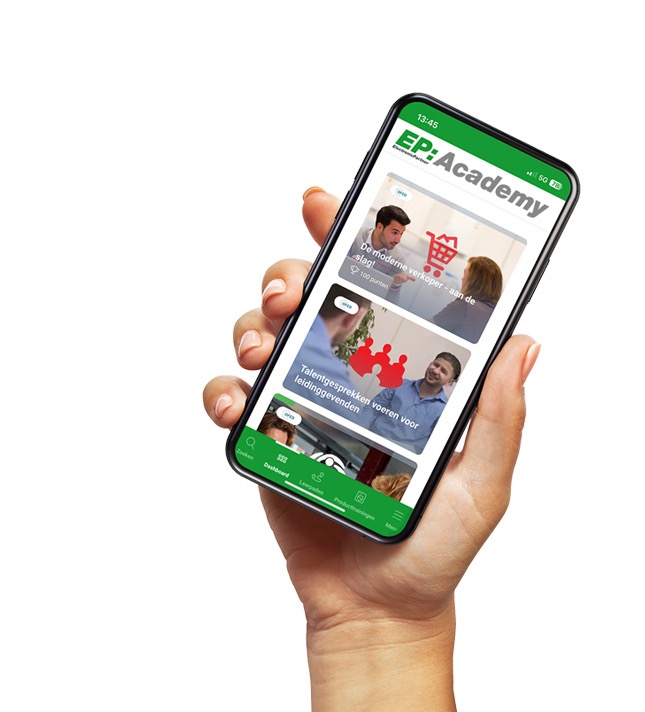 13:45
5G 78
EP:Academy
ElectronicPartner
OPEN
De moderne verkoper - aan de
slag!
100 punten
OPEN
Talentgesprekken voeren voor
leidinggevenden
OPEN
Zoeken
Dashboard
Leerpaden
Producttrainingen
Meer